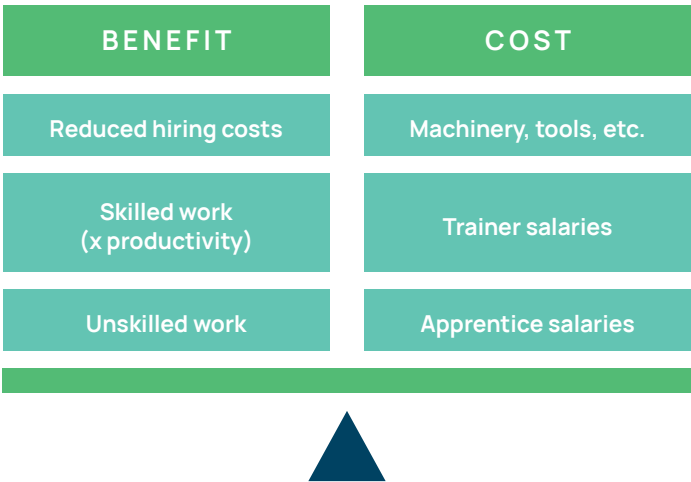 BENEFIT
COST
Reduced hiring costs
Machinery, tools, etc.
Skilled work
(x productivity)
Trainer salaries
Unskilled work
Apprentice salaries